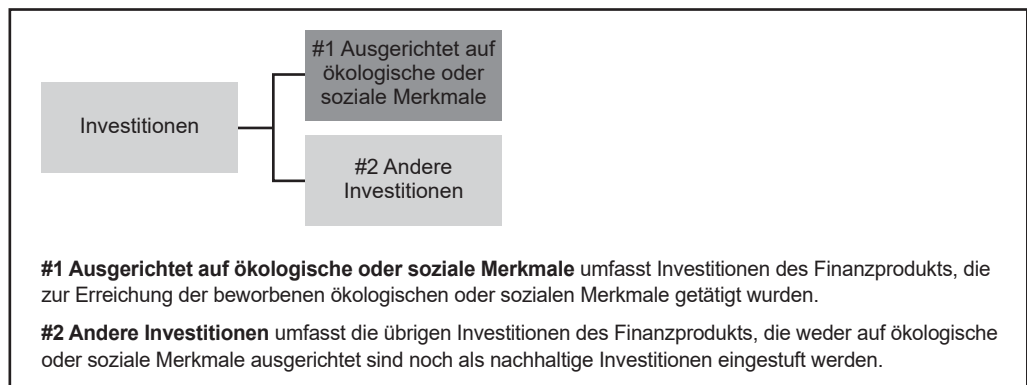 #1 Ausgerichtet auf
ökologische oder
soziale Merkmale
Investitionen
#2 Andere
Investitionen
#1 Ausgerichtet auf ökologische oder soziale Merkmale umfasst Investitionen des Finanzprodukts, die
zur Erreichung der beworbenen ökologischen oder sozialen Merkmale getätigt wurden.
#2 Andere Investitionen umfasst die übrigen Investitionen des Finanzprodukts, die weder auf ökologische
oder soziale Merkmale ausgerichtet sind noch als nachhaltige Investitionen eingestuft werden.